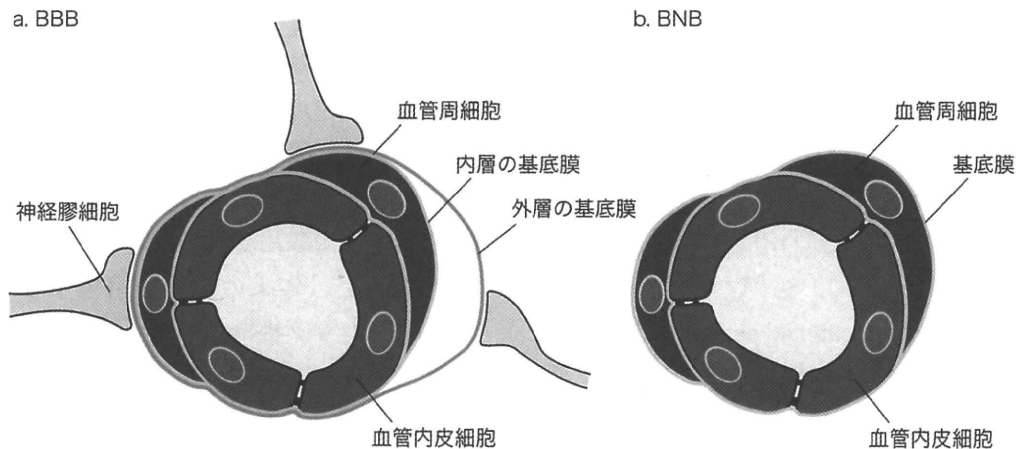 a. BBB
血管周細胞
内層の基底膜
外層の基底膜
神経膠細胞
血管内皮細胞
b. BNB
血管周細胞
基底膜
血管内皮細胞